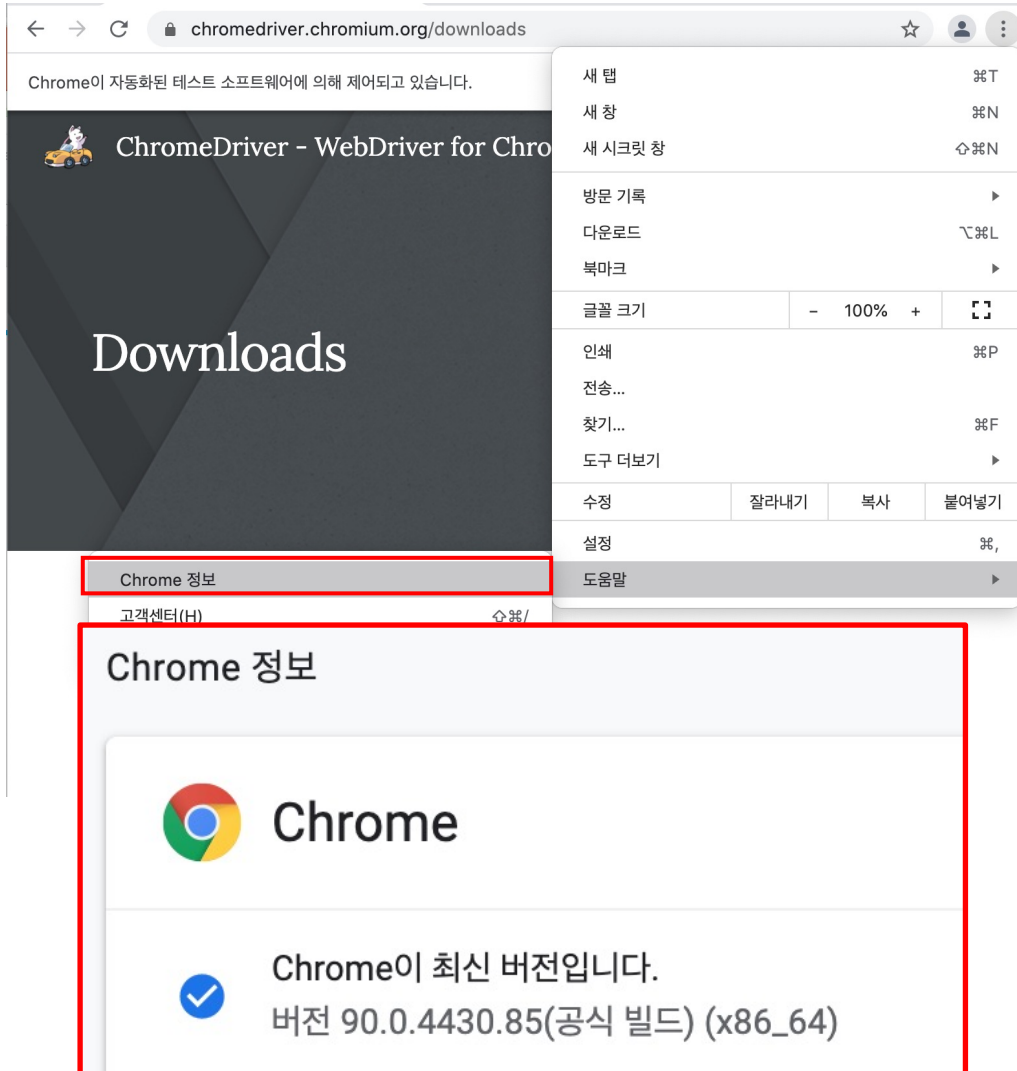 chromedriver.chromium.org/downloads
Chrome이 자동화된 테스트 소프트웨어에 의해 제어되고 있습니다.
ChromeDriver - WebDriver for Chro
Downloads
새 탭 ⌘T
새 창 ⌘N
새 시크릿 창 ⇧⌘N
방문 기록
다운로드 ⌥⌘L
북마크
글꼴 크기 - 100% +
인쇄 ⌘P
전송...
찾기... ⌘F
도구 더보기
수정 잘라내기 복사 붙여넣기
설정 ⌘,
도움말
Chrome 정보
고객센터(H) ⇧⌘/
Chrome 정보
Chrome
Chrome이 최신 버전입니다.
버전 90.0.4430.85(공식 빌드) (x86_64)